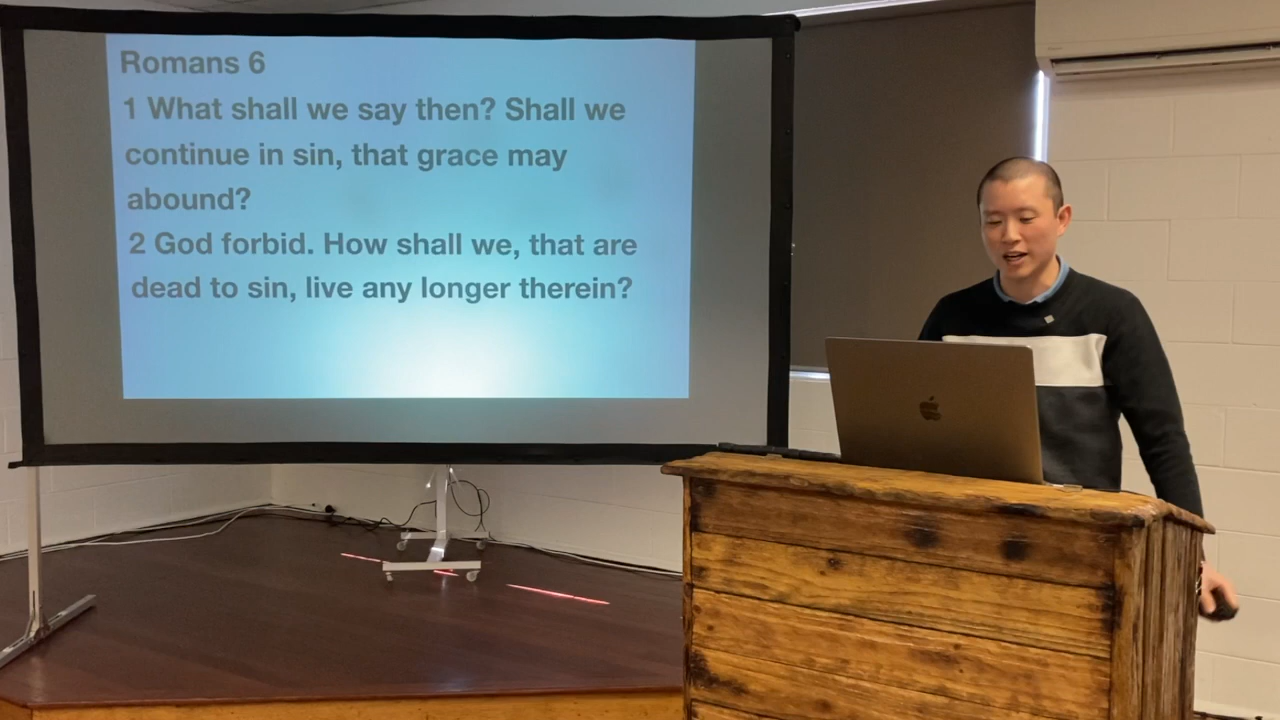 Romans 6
1 What shall we say then? Shall we
continue in sin, that grace may
abound?
2 God forbid. How shall we, that are
dead to sin, live any longer therein?